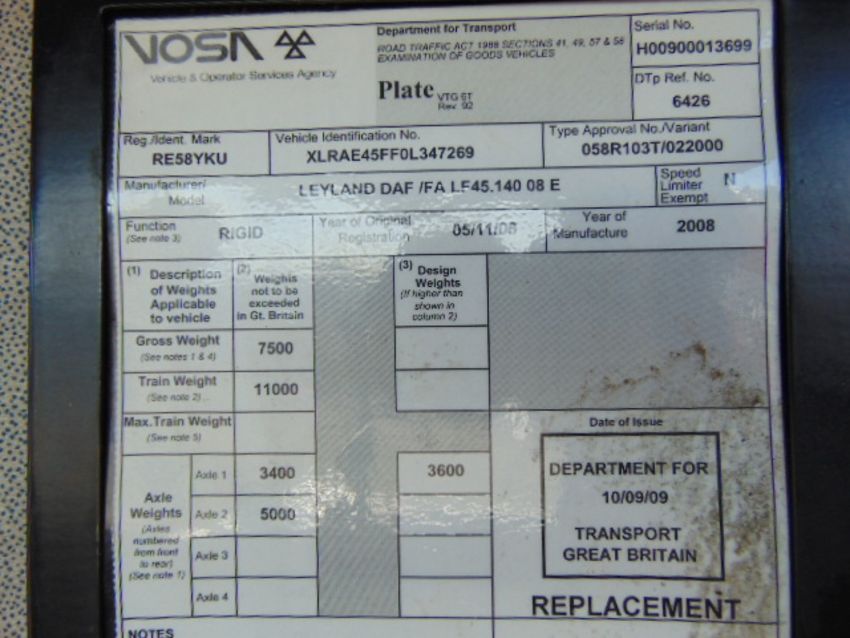 VOSA
Vehicle & Operator Services Agency
Department for Transport
ROAD TRAFFIC ACT 1988 SECTIONS 41, 49, 57 & 58
EXAMINATION OF GOODS VEHICLES
Plate VTG 6T
Rev. 92
Serial No.
H00900013699
DTp Ref. No.
6426
Reg./Ident. Mark
RE58YKU
Vehicle Identification No.
XLRAE45FF0L347269
Type Approval No./Variant
058R103T/022000
Manufacturer/
Model
LEYLAND DAF /FA LF45.140 08 E
Speed
Limiter
Exempt
N
Function
(See note 3)
RIGID
Year of Original
Registration
05/11/08
Year of
Manufacture
2008
(1) Description
of Weights
Applicable
to vehicle
(2) Weights
not to be
exceeded
in Gt. Britain
(3) Design
Weights
(If higher than
shown in
column 2)
Gross Weight
(See notes 1 & 4)
7500
Train Weight
(See note 2)
11000
Max. Train Weight
(See note 5)
Axle
Weights
(Axles
numbered
from front
to rear)
(See note 1)
Axle 1
3400
3600
Axle 2
5000
Axle 3
Axle 4
Date of Issue
DEPARTMENT FOR
10/09/09
TRANSPORT
GREAT BRITAIN
REPLACEMENT
NOTES